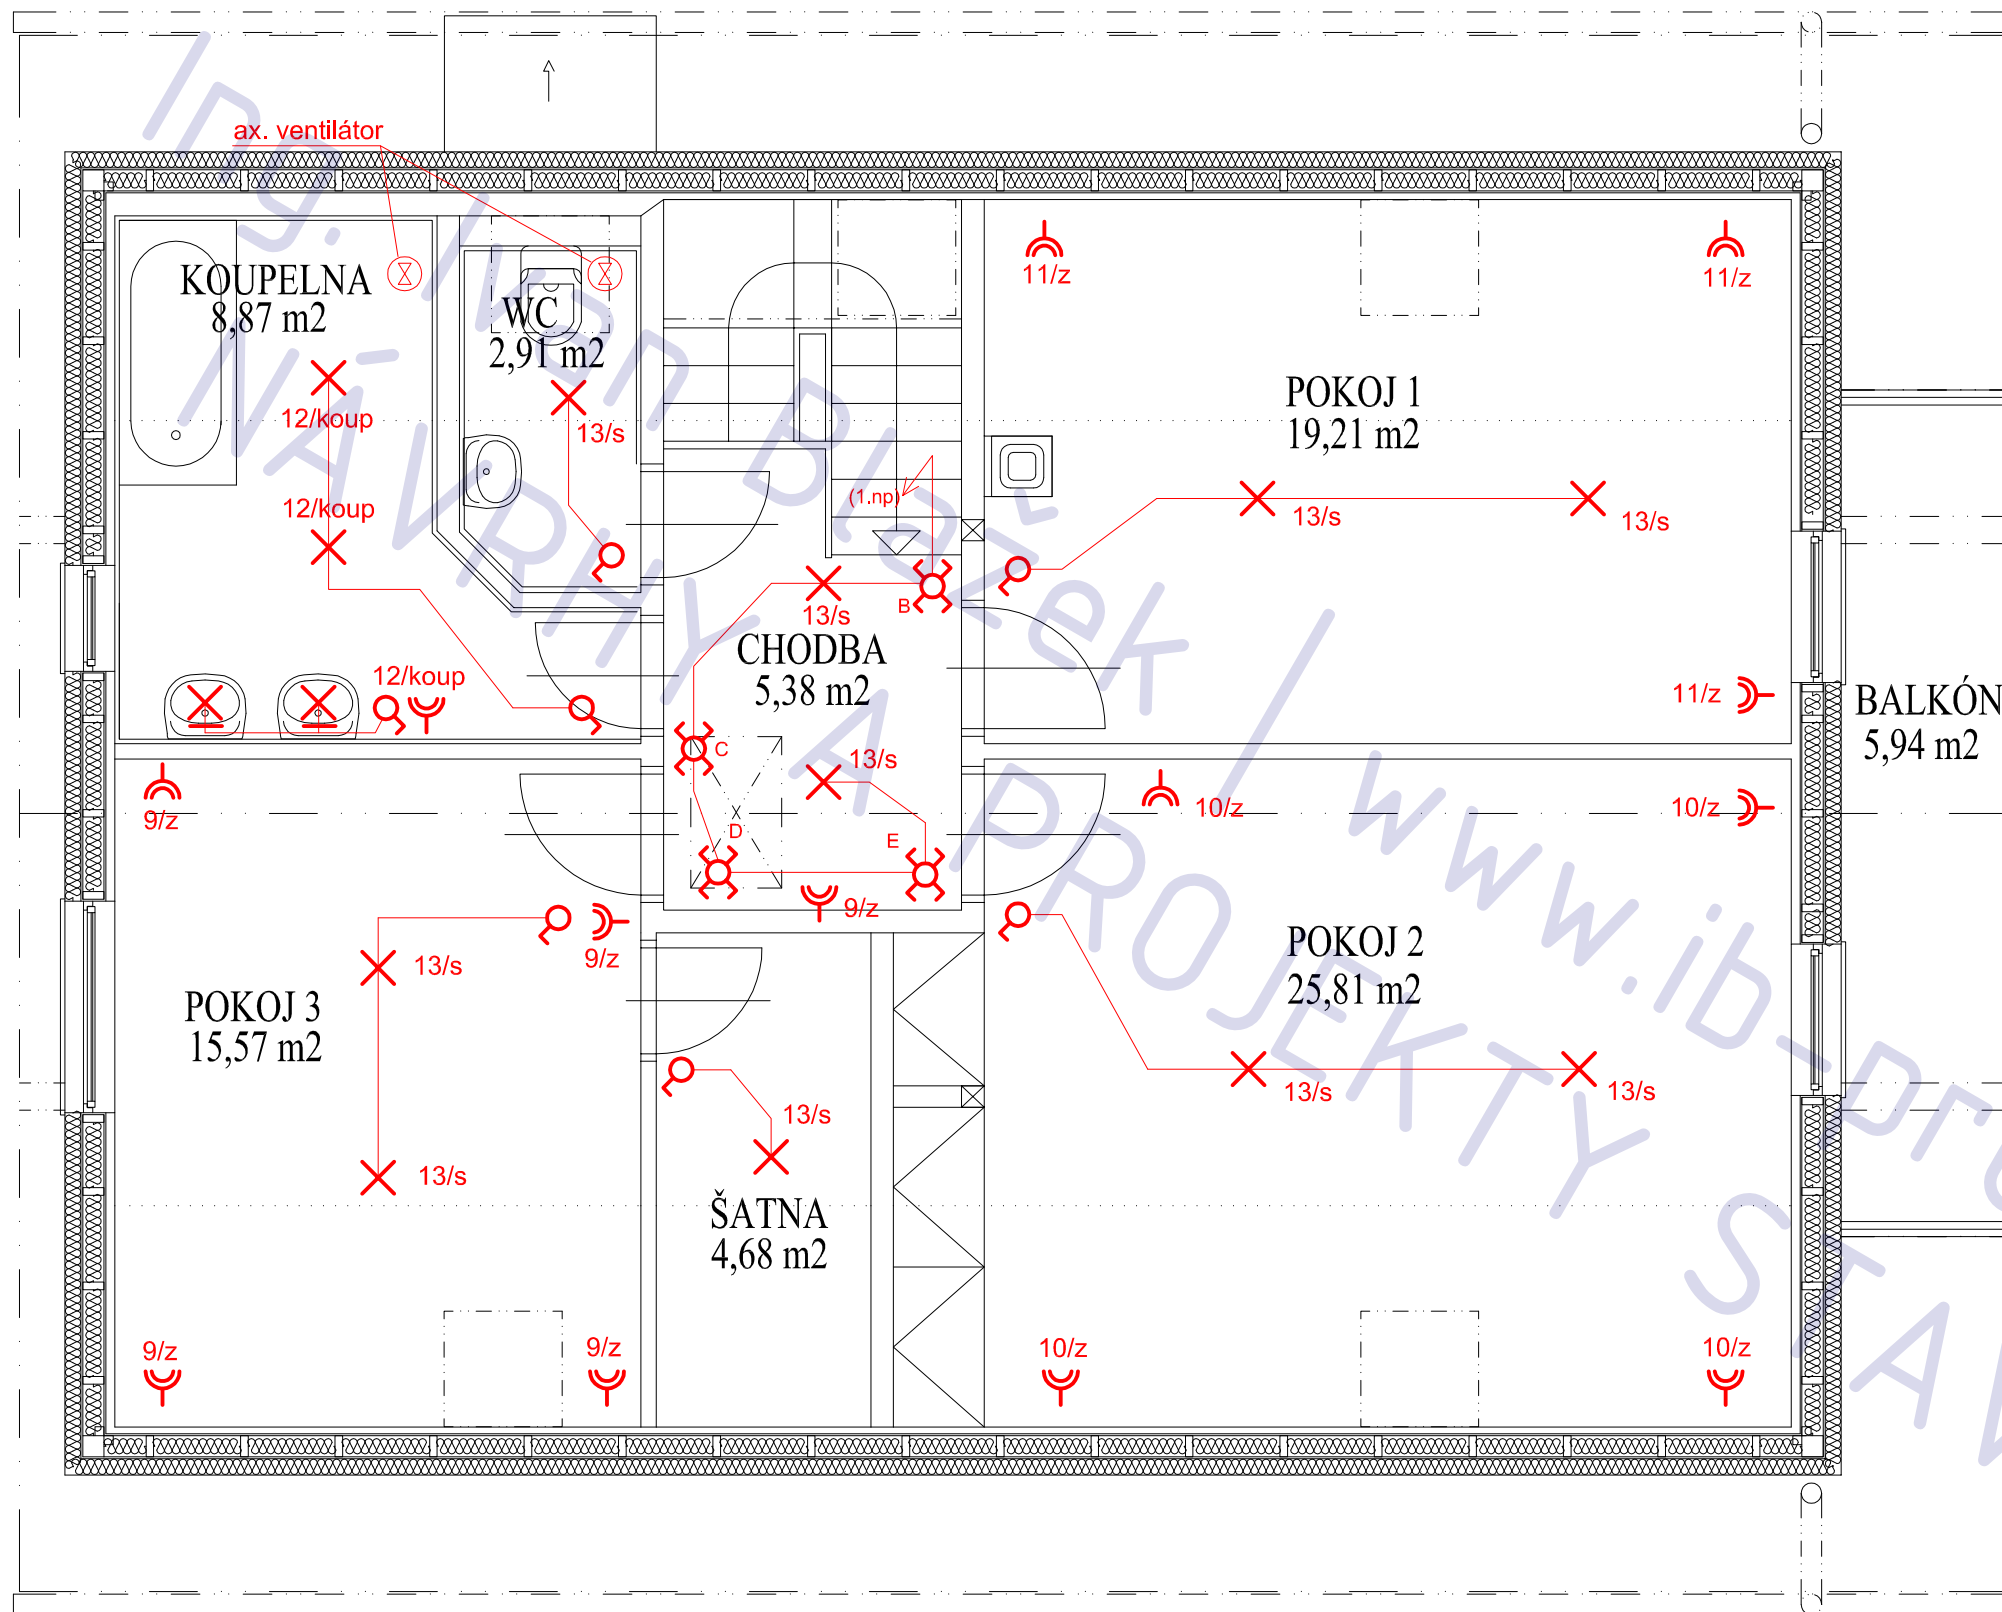 ax. ventilátor
KOUPELNA
8,87 m2
WC
2,91 m2
11/z
11/z
12/koup
13/s
POKOJ 1
19,21 m2
12/koup
(1.np)
13/s
13/s
B
13/s
CHODBA
5,38 m2
12/koup
11/z
BALKÓN
5,94 m2
C
13/s
9/z
D
E
10/z
10/z
9/z
9/z
13/s
POKOJ 2
25,81 m2
POKOJ 3
15,57 m2
13/s
13/s
13/s
13/s
ŠATNA
4,68 m2
9/z
9/z
10/z
10/z
Ing. Ivan Blažek / www.ib-pro
NÁVRHY A PROJEKTY STAV